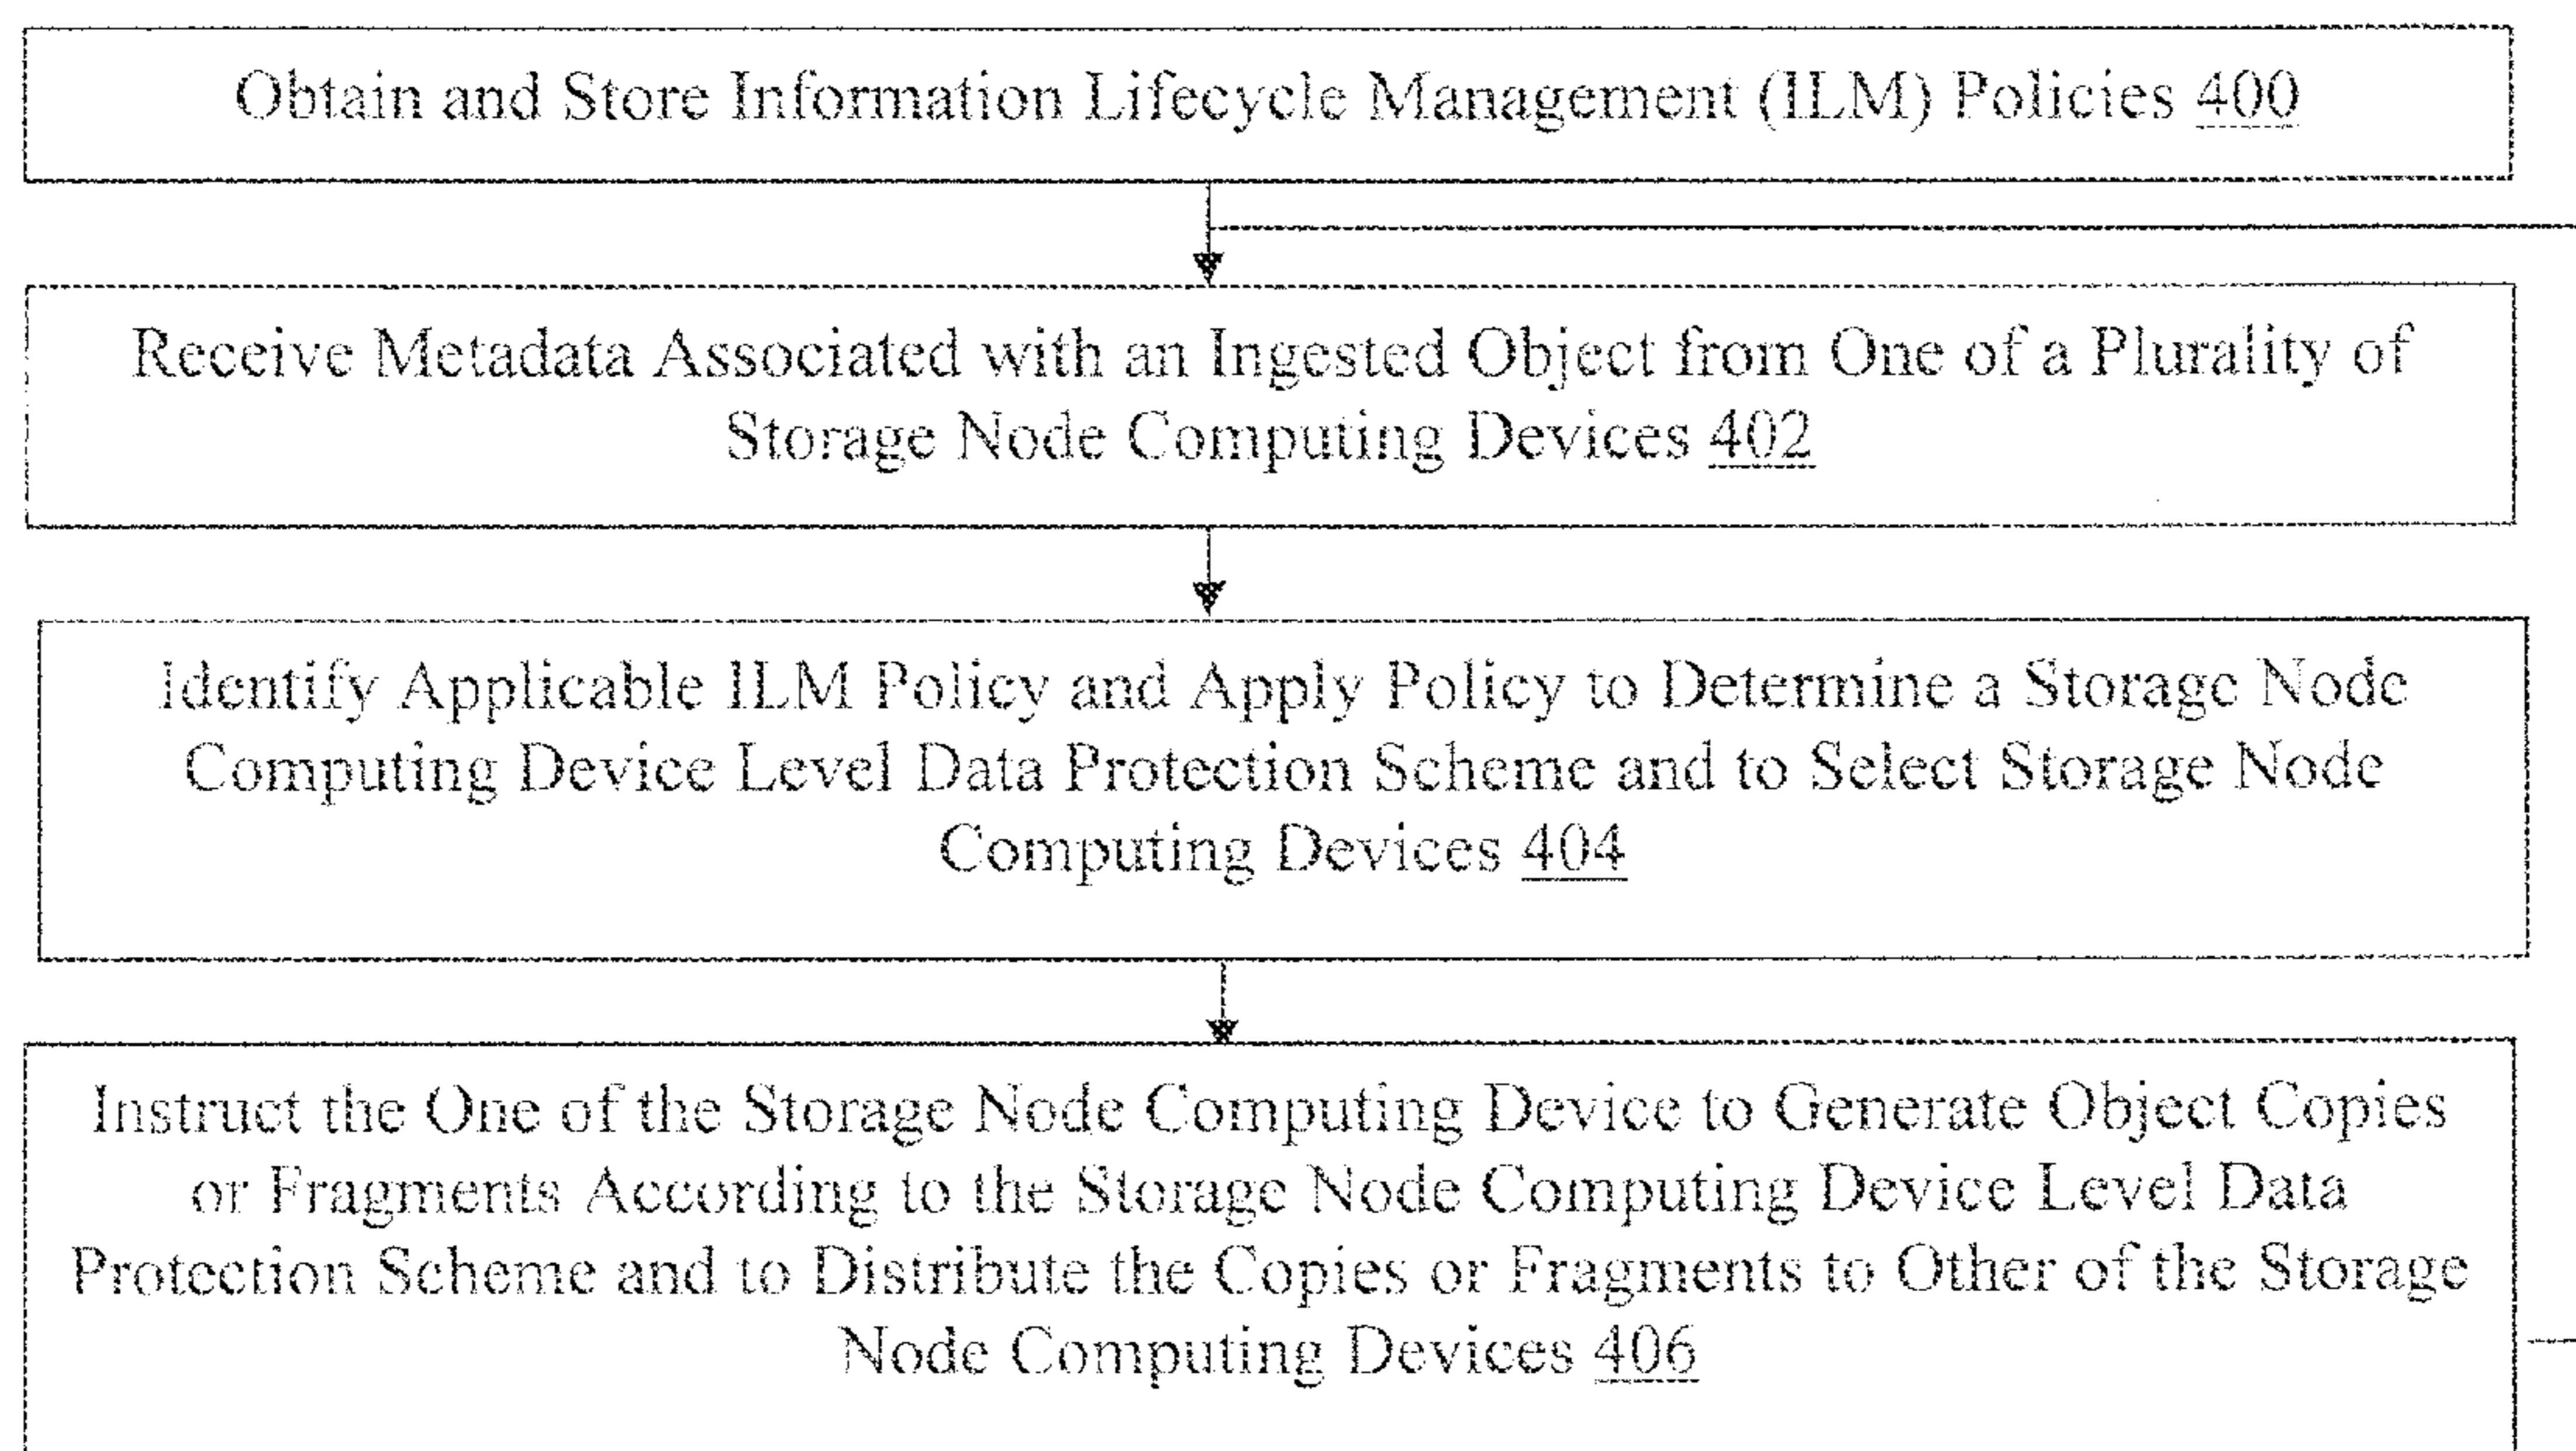 Obtain and Store Information Lifecycle Management (ILM) Policies 400
Receive Metadata Associated with an Ingested Object from One of a Plurality of
Storage Node Computing Devices 402
Identify Applicable ILM Policy and Apply Policy to Determine a Storage Node
Computing Device Level Data Protection Scheme and to Select Storage Node
Computing Devices 404
Instruct the One of the Storage Node Computing Device to Generate Object Copies
or Fragments According to the Storage Node Computing Device Level Data
Protection Scheme and to Distribute the Copies or Fragments to Other of the Storage
Node Computing Devices 406